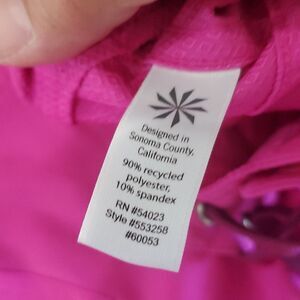 Designed in
Sonoma County,
California
90% recycled
polyester,
10% spandex
RN #54023
Style #553258
#60053